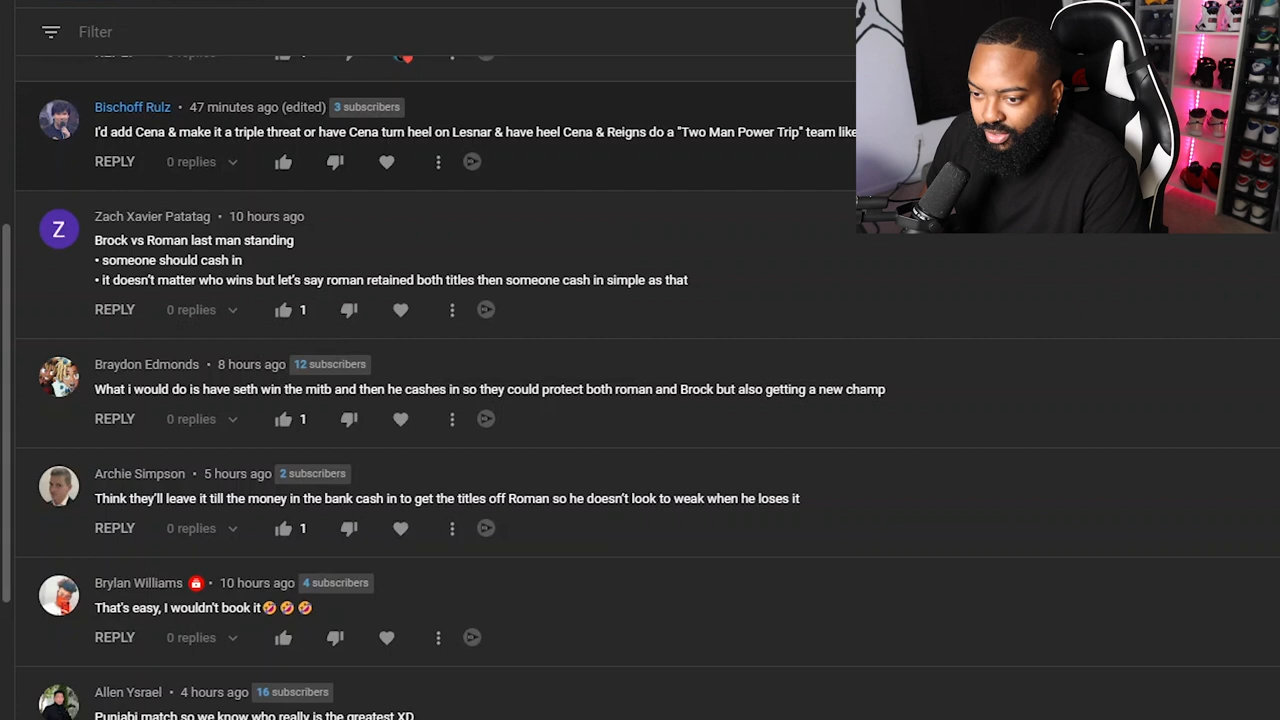 Filter
REPLY 0 replies 1
Bischoff Rulz • 47 minutes ago (edited) 3 subscribers
I'd add Cena & make it a triple threat or have Cena turn heel on Lesnar & have heel Cena & Reigns do a "Two Man Power Trip" team like
REPLY 0 replies
Z
Zach Xavier Patatag • 10 hours ago
Brock vs Roman last man standing
• someone should cash in
• it doesn't matter who wins but let's say roman retained both titles then someone cash in simple as that
REPLY 0 replies 1
Braydon Edmonds • 8 hours ago 12 subscribers
What i would do is have seth win the mitb and then he cashes in so they could protect both roman and Brock but also getting a new champ
REPLY 0 replies 1
Archie Simpson • 5 hours ago 2 subscribers
Think they'll leave it till the money in the bank cash in to get the titles off Roman so he doesn't look to weak when he loses it
REPLY 0 replies 1
Brylan Williams • 10 hours ago 4 subscribers
That's easy, I wouldn't book it🤣🤣🤣
REPLY 0 replies
Allen Ysrael • 4 hours ago 16 subscribers
Punjabi match so we know who really is the greatest XD